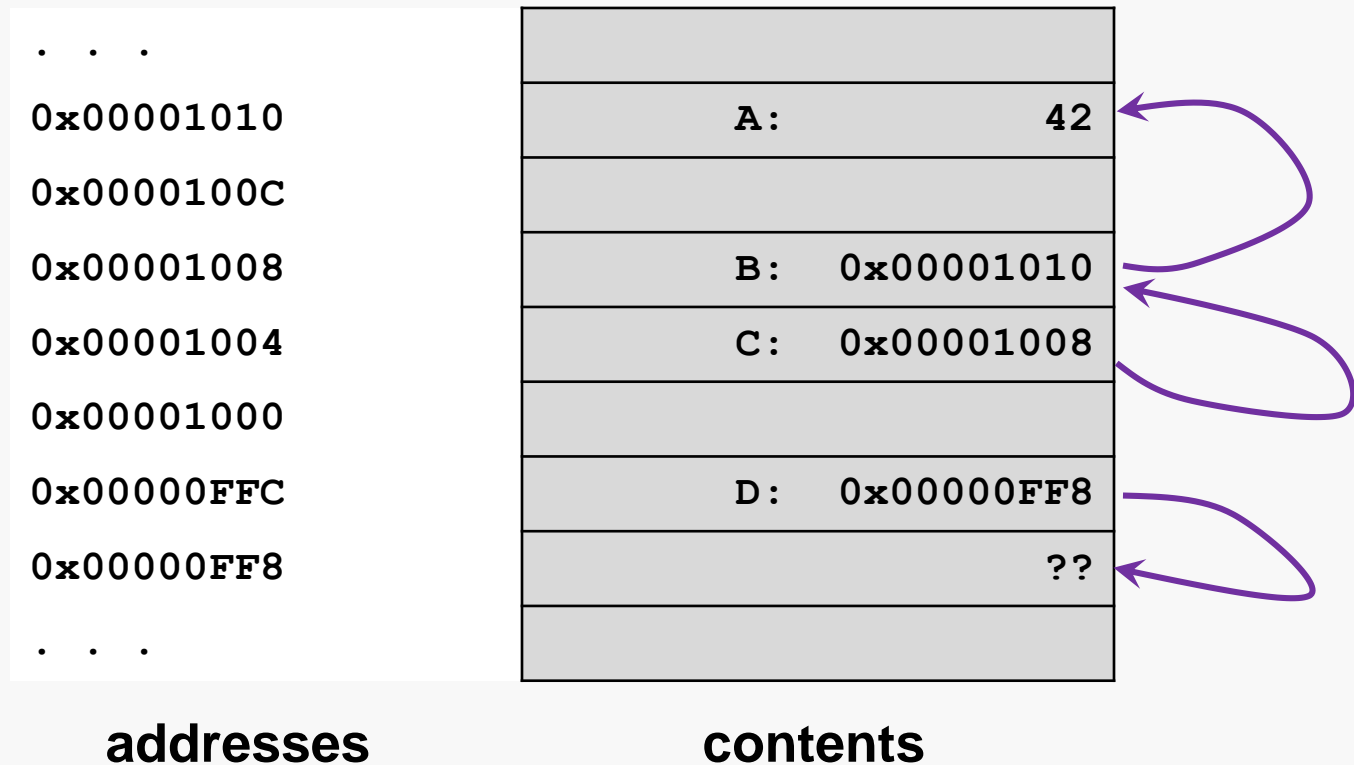 . . .
0x00001010 A: 42
0x0000100C
0x00001008 B: 0x00001010
0x00001004 C: 0x00001008
0x00001000
0x00000FFC D: 0x00000FF8
0x00000FF8 ??
. . .
addresses contents